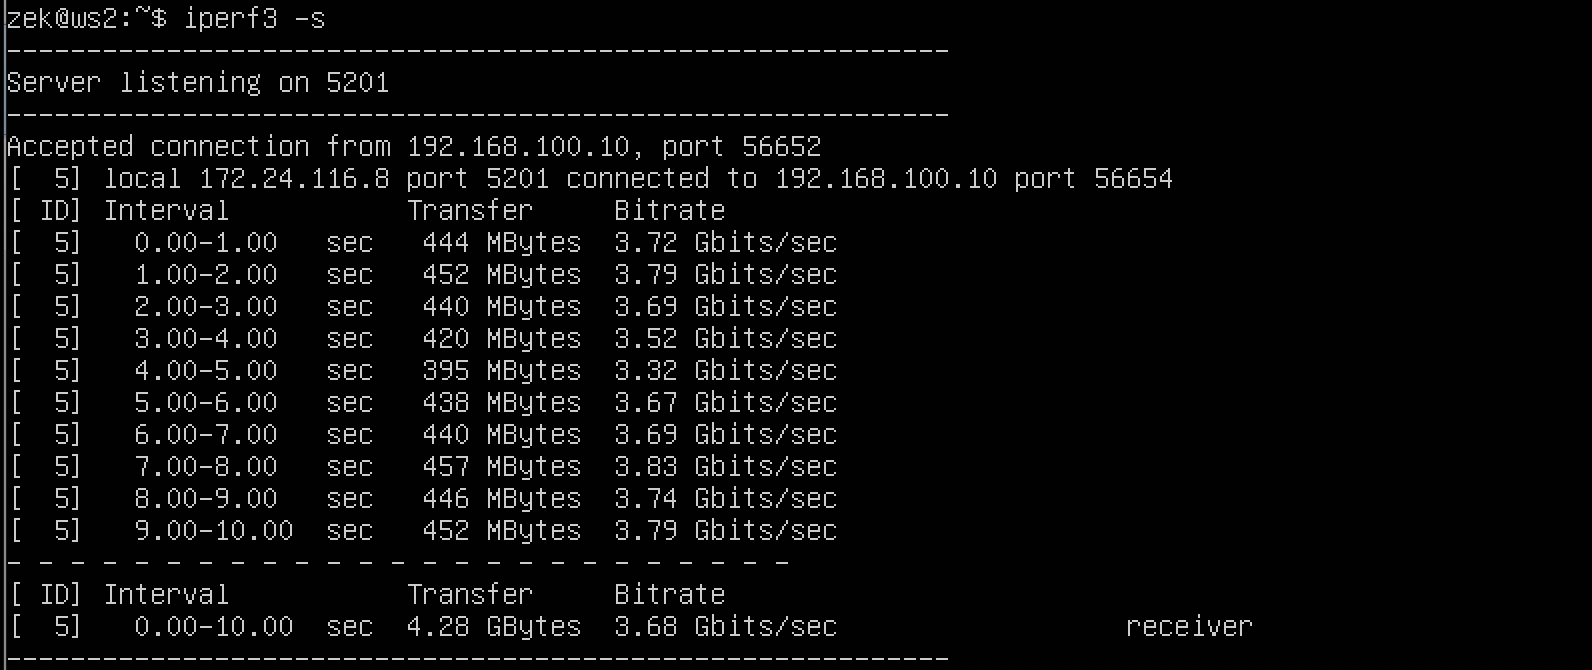 zek@ws2:~$ iperf3 -s
-----------------------------------------------------------
Server listening on 5201
-----------------------------------------------------------
Accepted connection from 192.168.100.10, port 56652
[  5] local 172.24.116.8 port 5201 connected to 192.168.100.10 port 56654
[ ID] Interval           Transfer     Bitrate
[  5]   0.00-1.00   sec   444 MBytes  3.72 Gbits/sec
[  5]   1.00-2.00   sec   452 MBytes  3.79 Gbits/sec
[  5]   2.00-3.00   sec   440 MBytes  3.69 Gbits/sec
[  5]   3.00-4.00   sec   420 MBytes  3.52 Gbits/sec
[  5]   4.00-5.00   sec   395 MBytes  3.32 Gbits/sec
[  5]   5.00-6.00   sec   438 MBytes  3.67 Gbits/sec
[  5]   6.00-7.00   sec   440 MBytes  3.69 Gbits/sec
[  5]   7.00-8.00   sec   457 MBytes  3.83 Gbits/sec
[  5]   8.00-9.00   sec   446 MBytes  3.74 Gbits/sec
[  5]   9.00-10.00  sec   452 MBytes  3.79 Gbits/sec
- - - - - - - - - - - - - - - - - - - - - - - - -
[ ID] Interval           Transfer     Bitrate
[  5]   0.00-10.00  sec  4.28 GBytes  3.68 Gbits/sec                  receiver
-----------------------------------------------------------